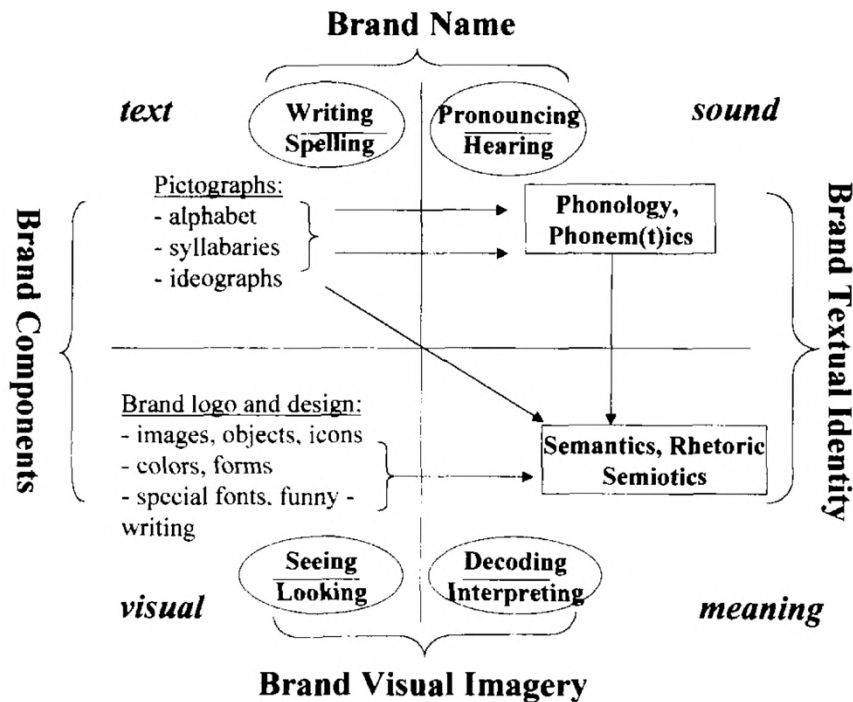 Brand Name
text
Writing
Spelling
Pronouncing
Hearing
sound
Pictographs:
- alphabet
- syllabaries
- ideographs
Phonology,
Phonem(t)ics
Brand Components
Brand Textual Identity
Brand logo and design:
- images, objects, icons
- colors, forms
- special fonts, funny -
writing
Semantics, Rhetoric
Semiotics
visual
Seeing
Looking
Decoding
Interpreting
meaning
Brand Visual Imagery